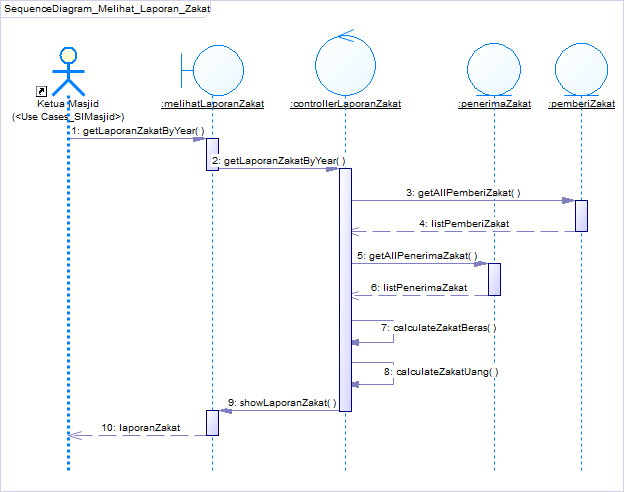 SequenceDiagram_Melihat_Laporan_Zakat
Ketua Masjid
(<Use Cases_SIMasjid>)
:melihatLaporanZakat
:controllerLaporanZakat
:penerimaZakat
:pemberiZakat
1: getLaporanZakatByYear( )
2: getLaporanZakatByYear( )
3: getAllPemberiZakat( )
4: listPemberiZakat
5: getAllPenerimaZakat( )
6: listPenerimaZakat
7: calculateZakatBeras( )
8: calculateZakatUang( )
9: showLaporanZakat( )
10: laporanZakat